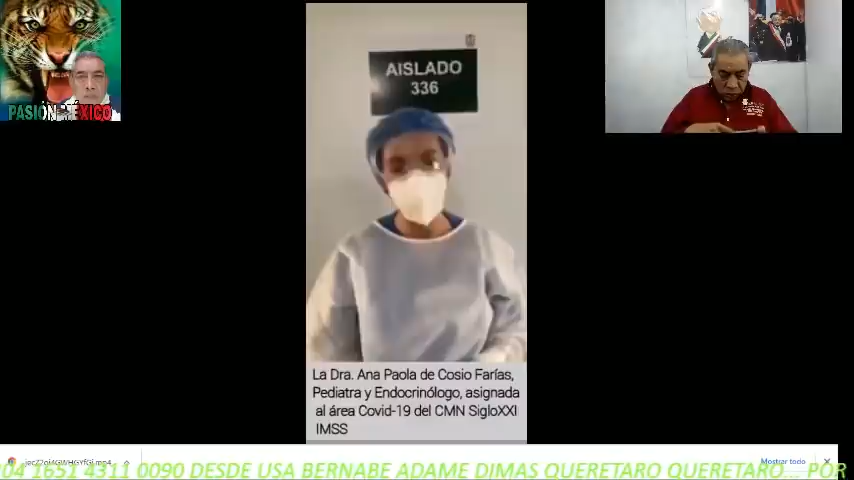 PASIÓN MÉXICO
AISLADO
336
La Dra. Ana Paola de Cosio Farías,
Pediatra y Endocrinólogo, asignada
al área Covid-19 del CMN SigloXXI
IMSS
Mostrar todo
04 1651 4311 0090 DESDE USA BERNABE ADAME DIMAS QUERETARO QUERETARO... POR